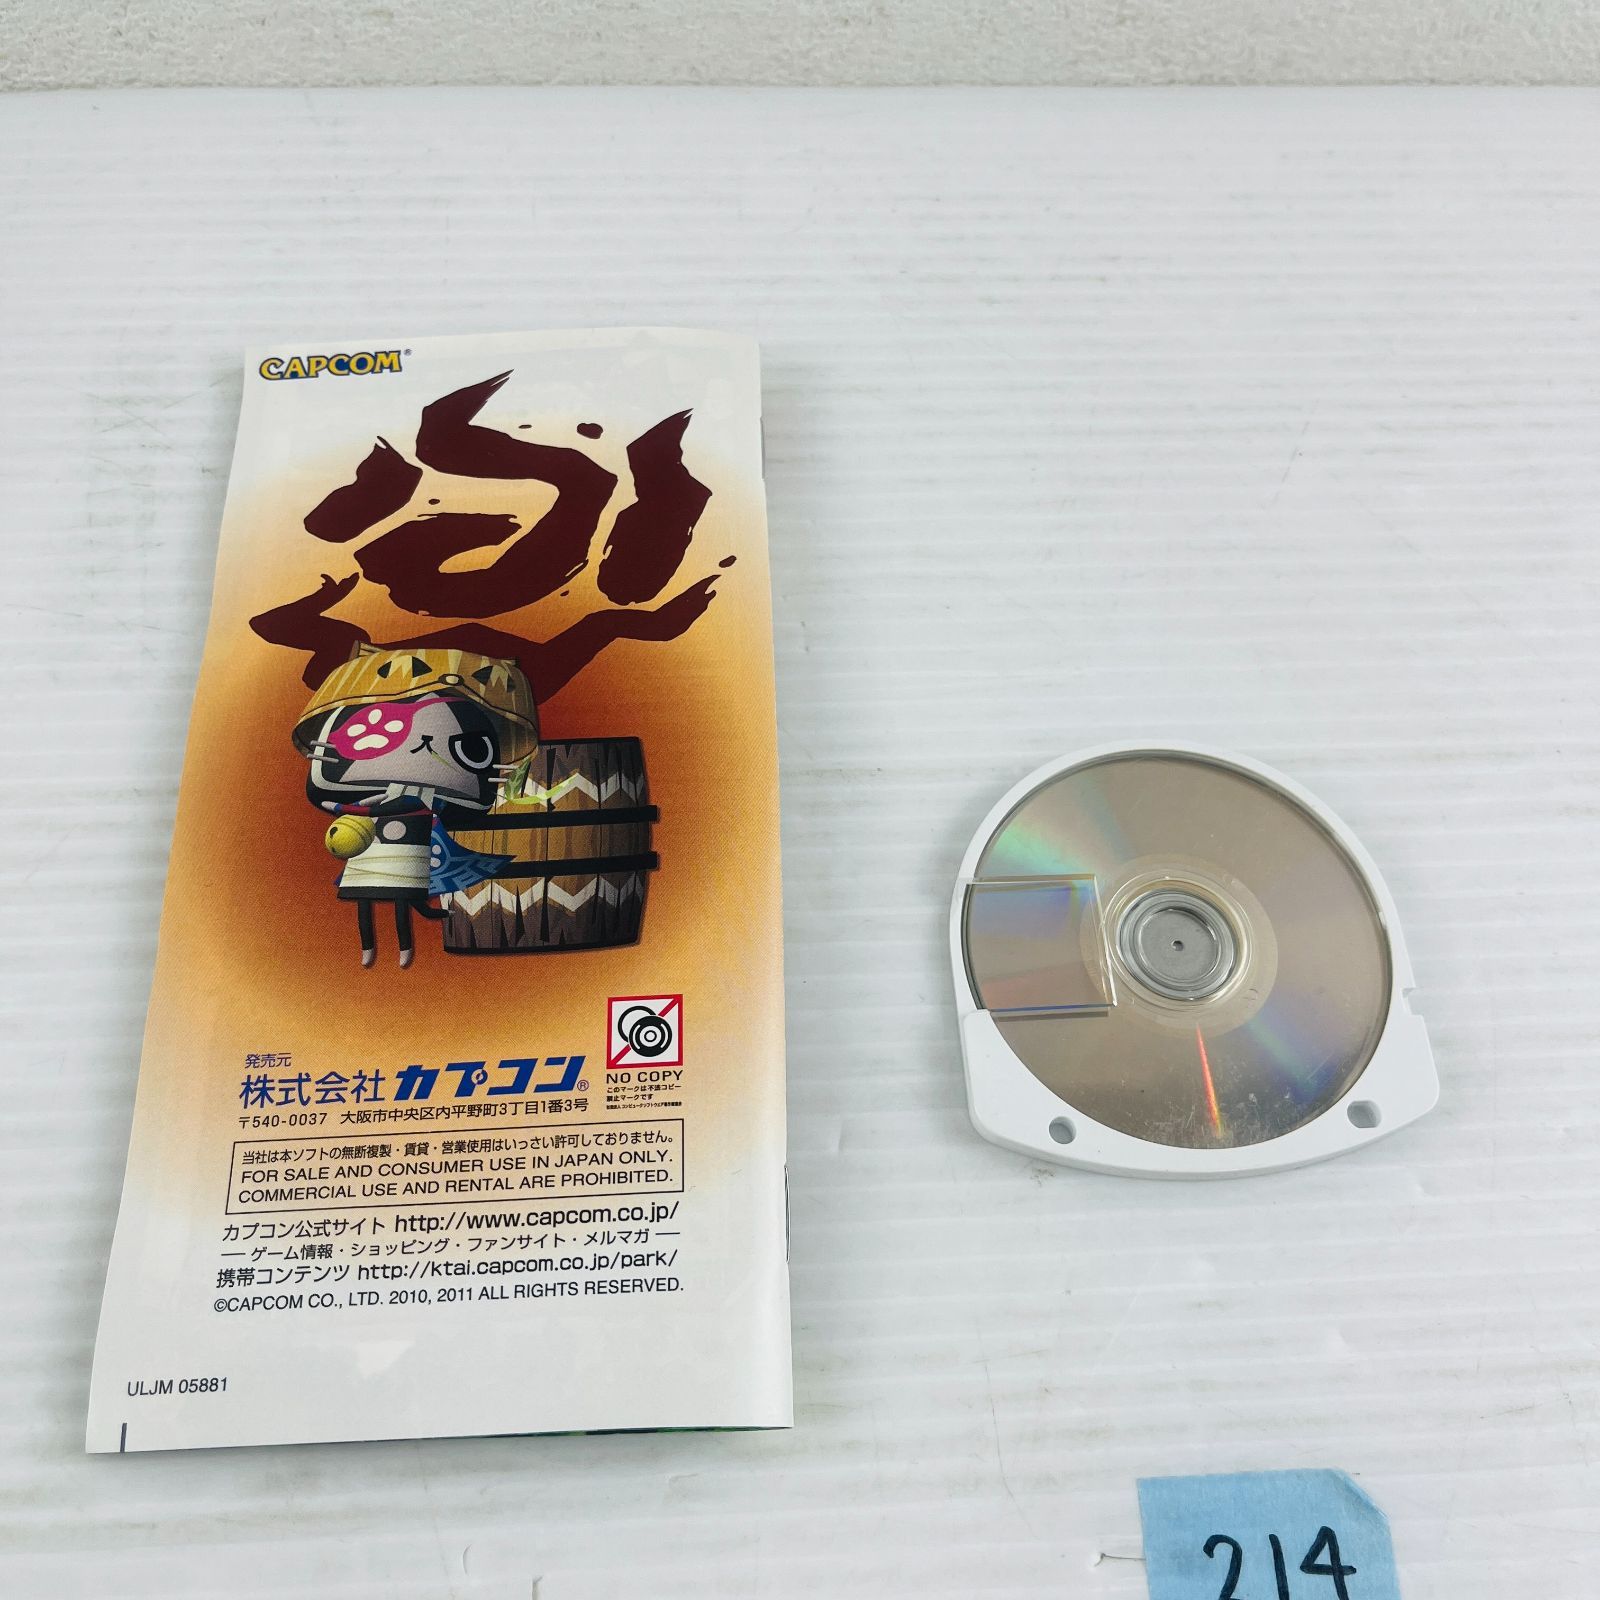 CAPCOM®
ふ
発売元
株式会社 カプコン®
〒540-0037 大阪市中央区内平野町3丁目1番3号
NO COPY
このマークは不法コピー
禁止マークです
当社は本ソフトの無断複製・賃貸・営業使用はいっさい許可しておりません。
FOR SALE AND CONSUMER USE IN JAPAN ONLY.
COMMERCIAL USE AND RENTAL ARE PROHIBITED.
カプコン公式サイト http://www.capcom.co.jp/
— ゲーム情報・ショッピング・ファンサイト・メルマガ —
携帯コンテンツ http://ktai.capcom.co.jp/park/
©CAPCOM CO., LTD. 2010, 2011 ALL RIGHTS RESERVED.
ULJM 05881
214